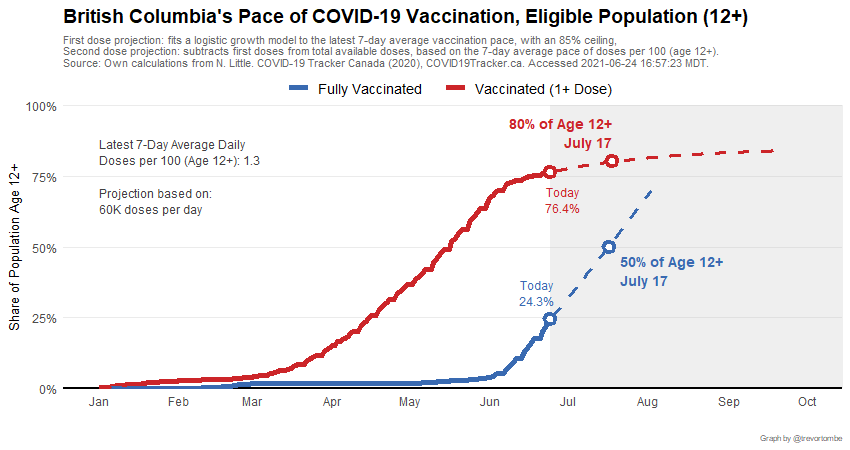 British Columbia's Pace of COVID-19 Vaccination, Eligible Population (12+)
First dose projection: fits a logistic growth model to the latest 7-day average vaccination pace, with an 85% ceiling,
Second dose projection: subtracts first doses from total available doses, based on the 7-day average pace of doses per 100 (age 12+).
Source: Own calculations from N. Little. COVID-19 Tracker Canada (2020), COVID19Tracker.ca. Accessed 2021-06-24 16:57:23 MDT.
Fully Vaccinated
Vaccinated (1+ Dose)
Share of Population Age 12+
100%
75%
50%
25%
0%
Latest 7-Day Average Daily
Doses per 100 (Age 12+): 1.3
Projection based on:
60K doses per day
80% of Age 12+
July 17
Today
76.4%
50% of Age 12+
July 17
Today
24.3%
Jan
Feb
Mar
Apr
May
Jun
Jul
Aug
Sep
Oct
Graph by @trevortombe